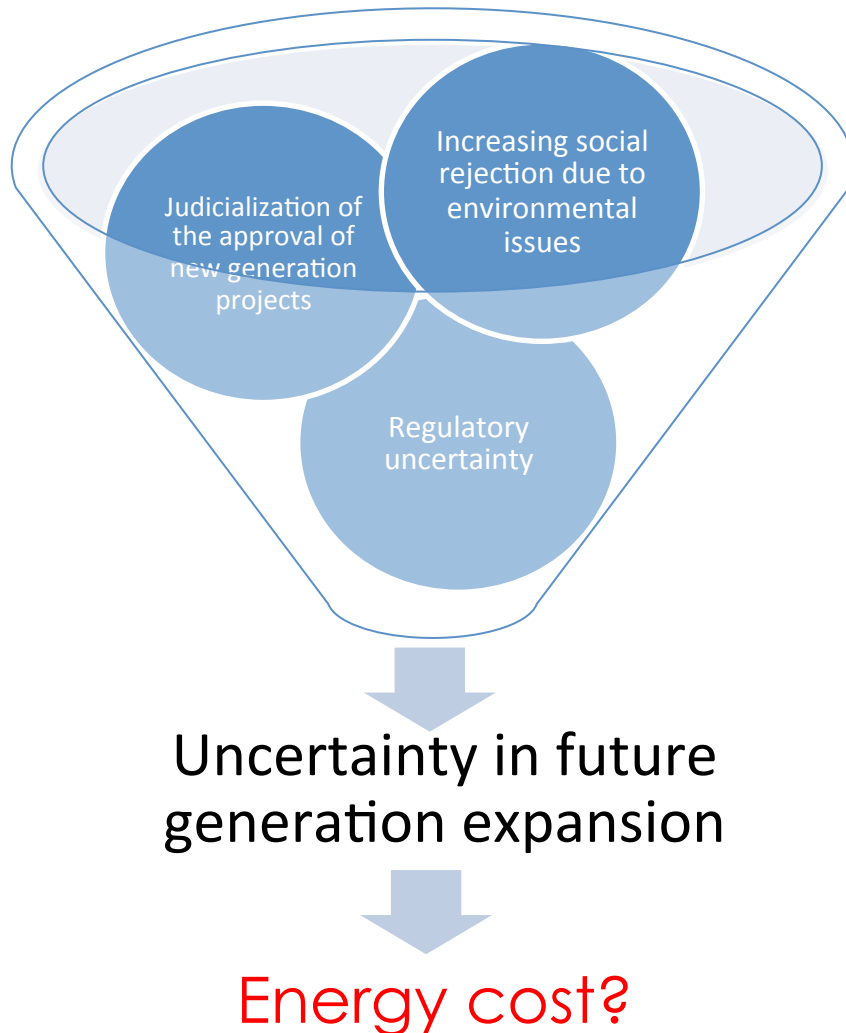 Increasing social
rejection due to
environmental
issues
Judicialization of
the approval of
new generation
projects
Regulatory
uncertainty
Uncertainty in future
generation expansion
Energy cost?